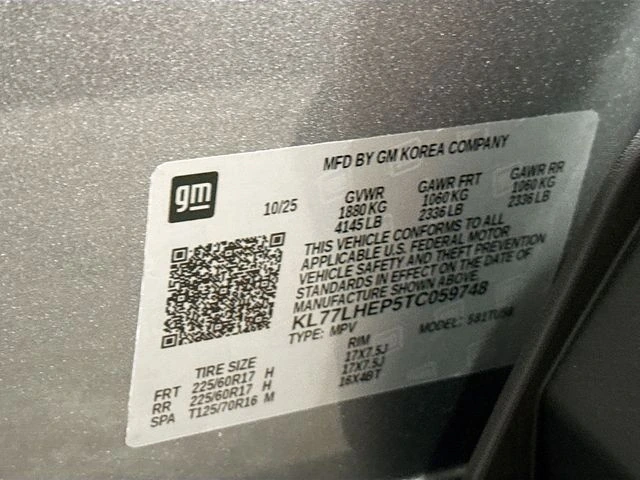 MFD BY GM KOREA COMPANY
gm
10/25
GVWR GAWR FRT GAWR RR
1880 KG 1060 KG 1060 KG
4145 LB 2336 LB 2336 LB
THIS VEHICLE CONFORMS TO ALL
APPLICABLE U.S. FEDERAL MOTOR
VEHICLE SAFETY AND THEFT PREVENTION
STANDARDS IN EFFECT ON THE DATE OF
MANUFACTURE SHOWN ABOVE.
KL77LHEP5TC059748
TYPE: MPV MODEL: 5B1TU58
TIRE SIZE RIM
FRT 225/60R17 H 17X7.5J
RR 225/60R17 H 17X7.5J
SPA T125/70R16 M 16X4BT